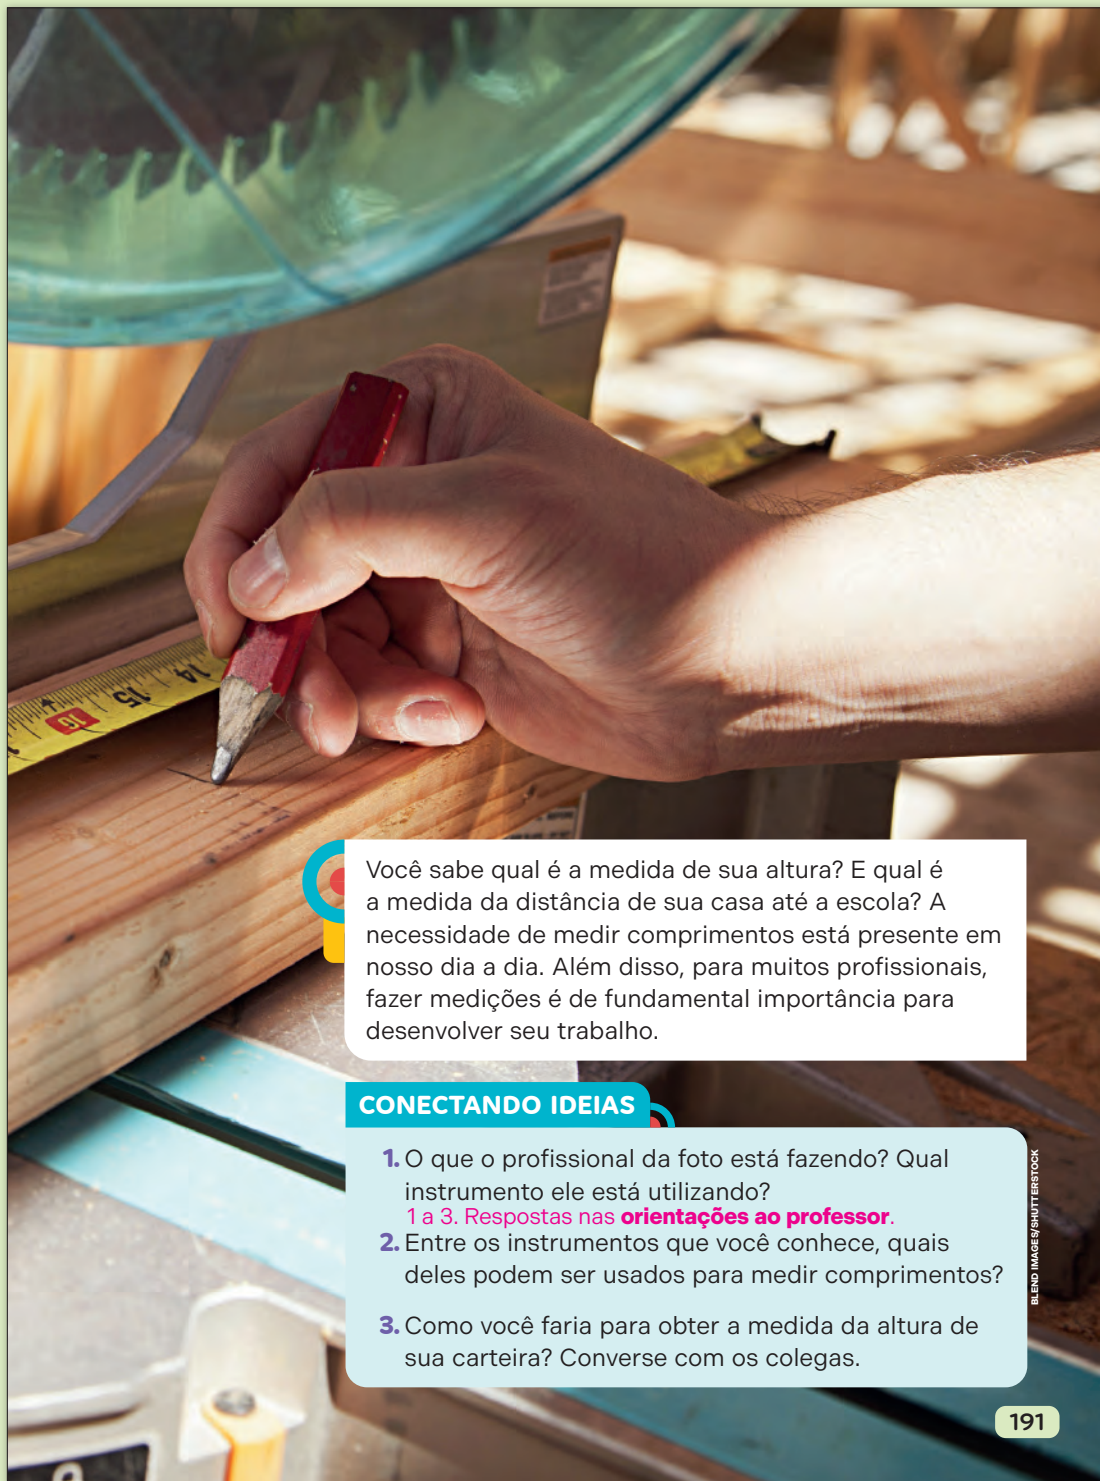 14
15
16
Você sabe qual é a medida de sua altura? E qual é
a medida da distância de sua casa até a escola? A
necessidade de medir comprimentos está presente em
nosso dia a dia. Além disso, para muitos profissionais,
fazer medições é de fundamental importância para
desenvolver seu trabalho.
CONECTANDO IDEIAS
1. O que o profissional da foto está fazendo? Qual
instrumento ele está utilizando?
1 a 3. Respostas nas orientações ao professor.
2. Entre os instrumentos que você conhece, quais
deles podem ser usados para medir comprimentos?
3. Como você faria para obter a medida da altura de
sua carteira? Converse com os colegas.
BLEND IMAGES/SHUTTERSTOCK
191